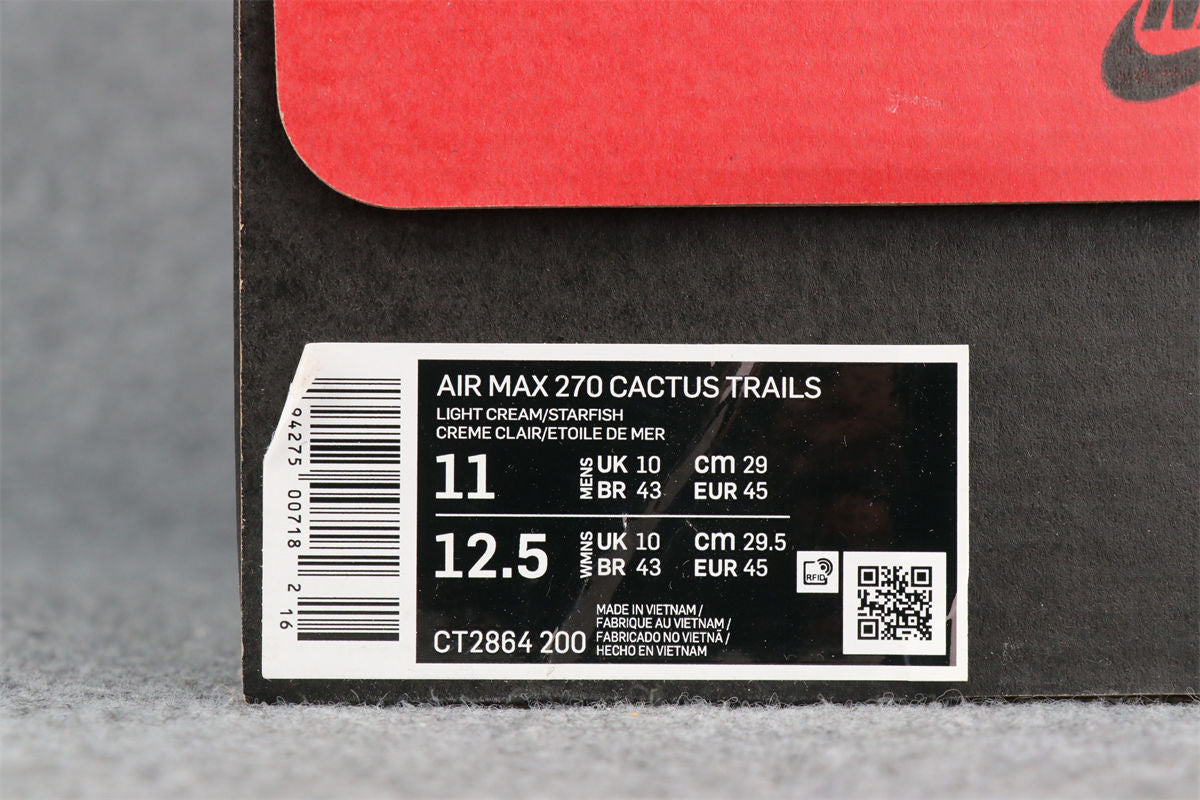 AIR MAX 270 CACTUS TRAILS
LIGHT CREAM/STARFISH
CREME CLAIR/ETOILE DE MER
11
MENS
UK 10 CM 29
BR 43 EUR 45
12.5
WMNS
UK 10 CM 29.5
BR 43 EUR 45
RFID
CT2864 200
MADE IN VIETNAM /
FABRIQUE AU VIETNAM /
FABRICADO NO VIETNÃ /
HECHO EN VIETNAM
94275 00718 2 16